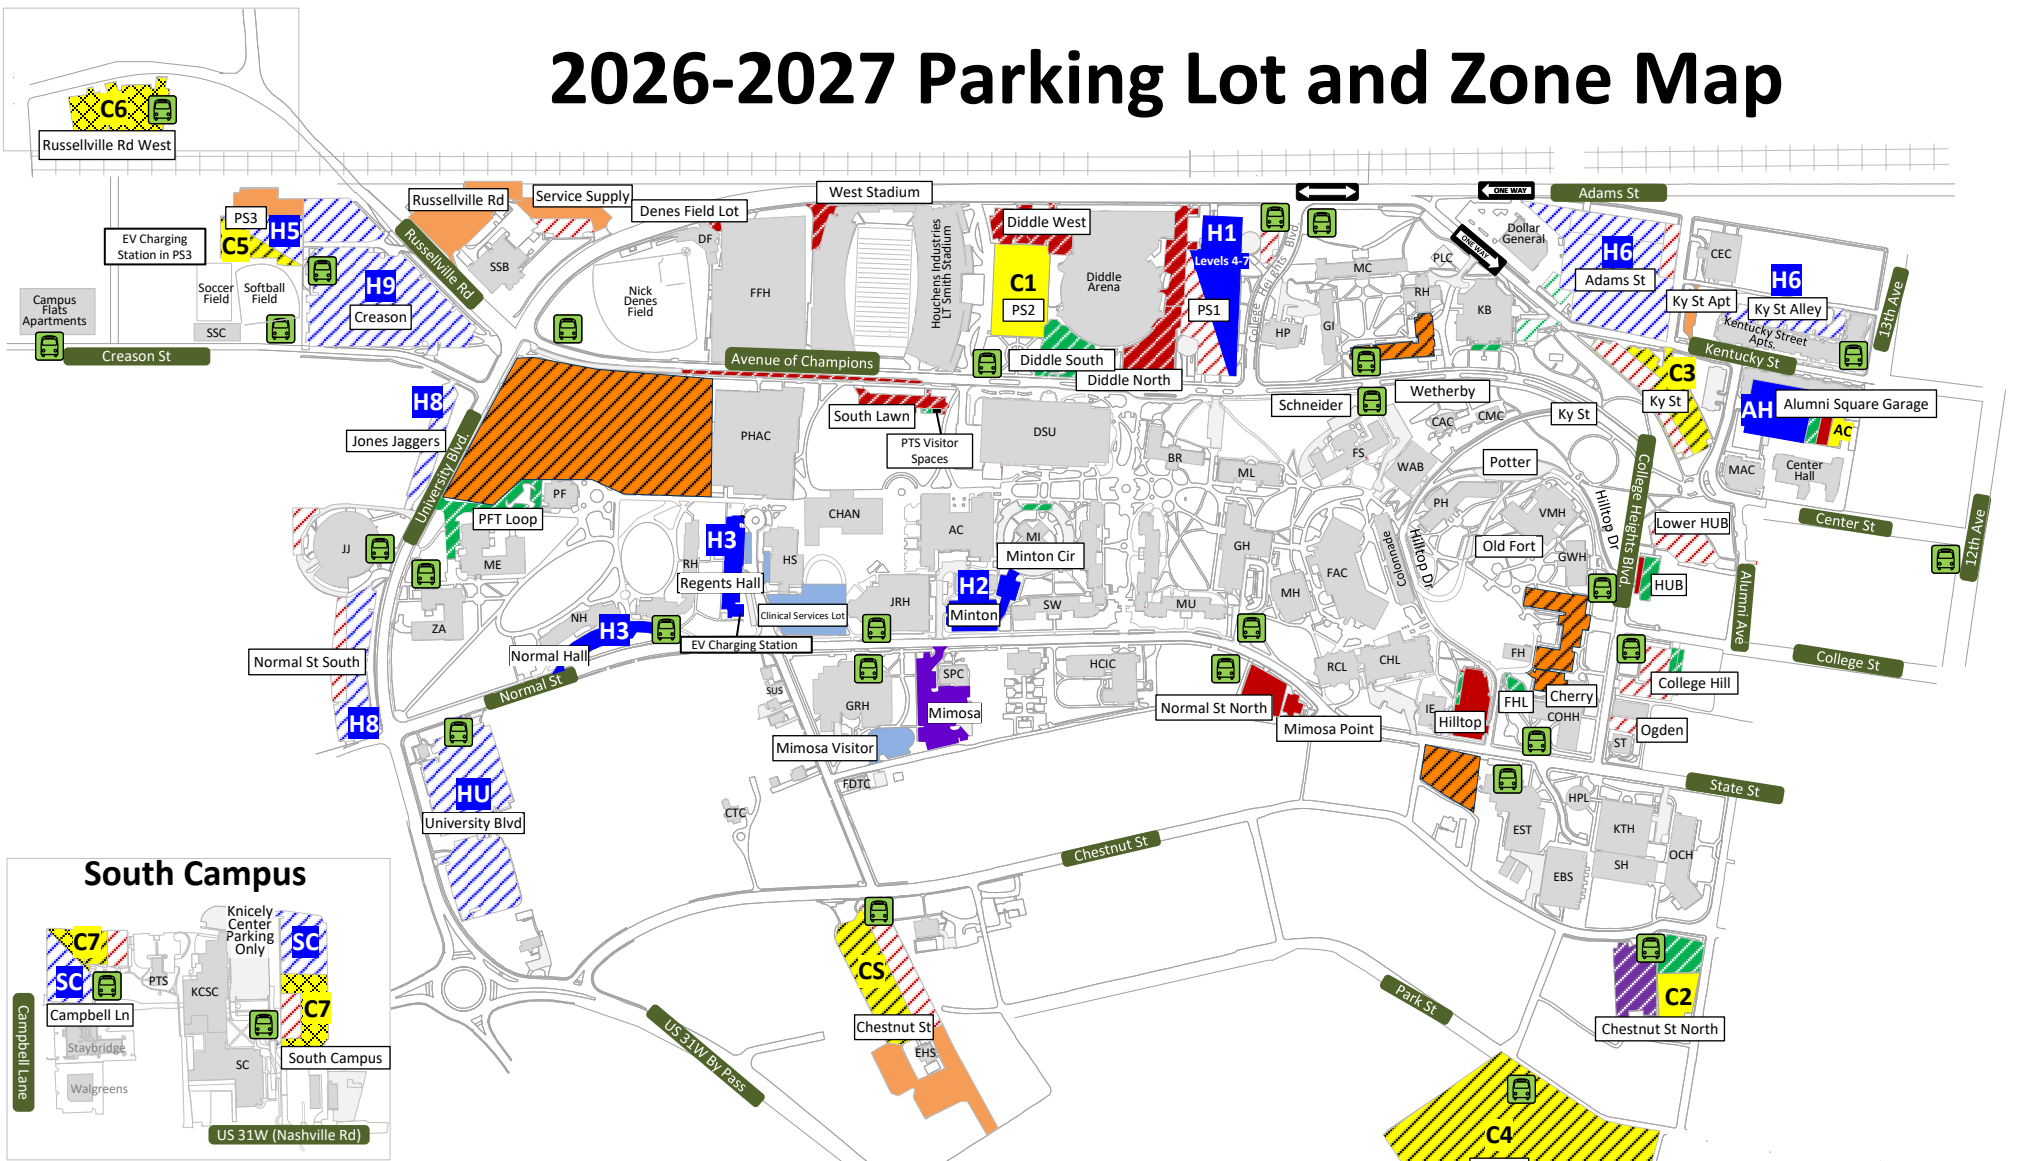 2026-2027 Parking Lot and Zone Map
C6
Russellville Rd West
PS3
C5
H5
EV Charging
Station in PS3
Russellville Rd
Service Supply
Denes Field Lot
West Stadium
Diddle West
H1
Levels 4-7
PS1
College Heights Blvd.
ONE WAY
ONE WAY
Adams St
Dollar
General
H6
Adams St
CEC
H6
Ky St Apt
Ky St Alley
Kentucky Street
Apts.
13th Ave
Kentucky St
Russellville Rd
SSB
DF
FFH
Nick
Denes
Field
Houchens Industries
LT Smith Stadium
C1
PS2
Diddle
Arena
MC
PLC
RH
KB
HP
GI
Soccer
Field
Softball
Field
SSC
H9
Creason
Campus
Flats
Apartments
Creason St
Avenue of Champions
Diddle South
Diddle North
Schneider
Wetherby
Ky St
C3
Ky St
AH
Alumni Square Garage
AC
H8
Jones Jaggers
University Blvd.
PHAC
South Lawn
PTS Visitor
Spaces
DSU
BR
ML
FS
CAC
CMC
WAB
Potter
MAC
Center
Hall
College Heights Blvd.
PF
PFT Loop
JJ
ME
ZA
CHAN
AC
MI
Minton Cir
H3
RH
Regents Hall
HS
Clinical Services Lot
JRH
H2
Minton
SW
MU
GH
MH
FAC
Colonnade
Hilltop Dr
PH
VMH
Old Fort
GWH
Hilltop Dr
Lower HUB
HUB
Center St
12th Ave
Alumni Ave
College St
NH
H3
Normal Hall
EV Charging Station
Normal St
Normal St South
H8
SUS
GRH
SPC
Mimosa
Mimosa Visitor
HCIC
Normal St North
Mimosa Point
RCL
CHL
IE
Hilltop
FH
FHL
Cherry
COHH
College Hill
Ogden
ST
State St
HU
University Blvd
FDTC
CTC
Chestnut St
HPL
EST
KTH
SH
EBS
OCH
South Campus
Knicely
Center
Parking
Only
C7
SC
PTS
KCSC
SC
C7
Campbell Ln
Staybridge
Walgreens
SC
South Campus
Campbell Lane
US 31W (Nashville Rd)
CS
Chestnut St
EHS
US 31W By Pass
Park St
C2
Chestnut St North
C4